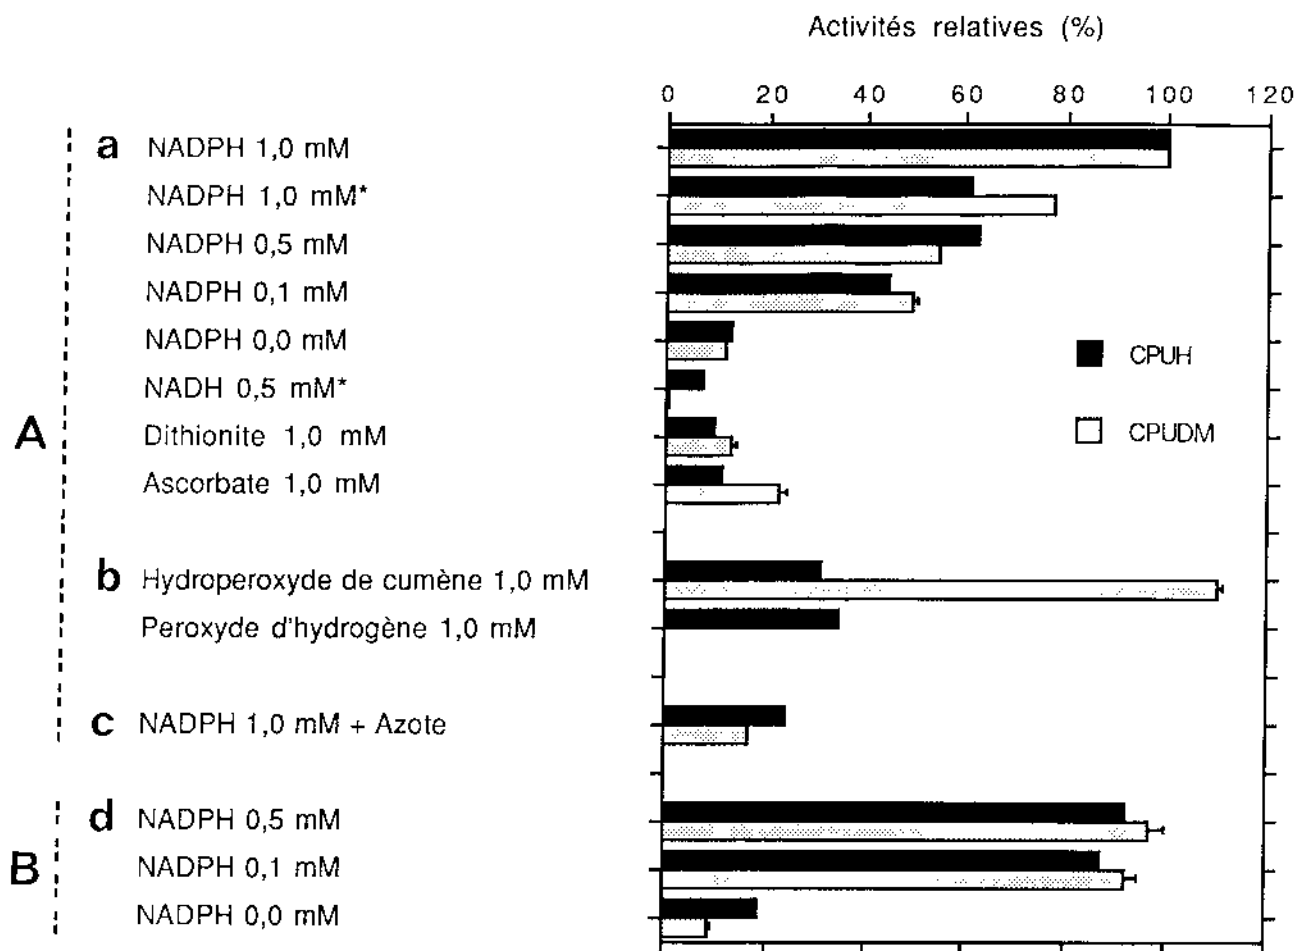 Activités relatives (%)
0 20 40 60 80 100 120
a NADPH 1,0 mM
NADPH 1,0 mM*
NADPH 0,5 mM
NADPH 0,1 mM
NADPH 0,0 mM
NADH 0,5 mM*
A
Dithionite 1,0 mM
Ascorbate 1,0 mM
CPUH
CPUDM
b Hydroperoxyde de cumène 1,0 mM
Peroxyde d'hydrogène 1,0 mM
c NADPH 1,0 mM + Azote
d NADPH 0,5 mM
B NADPH 0,1 mM
NADPH 0,0 mM